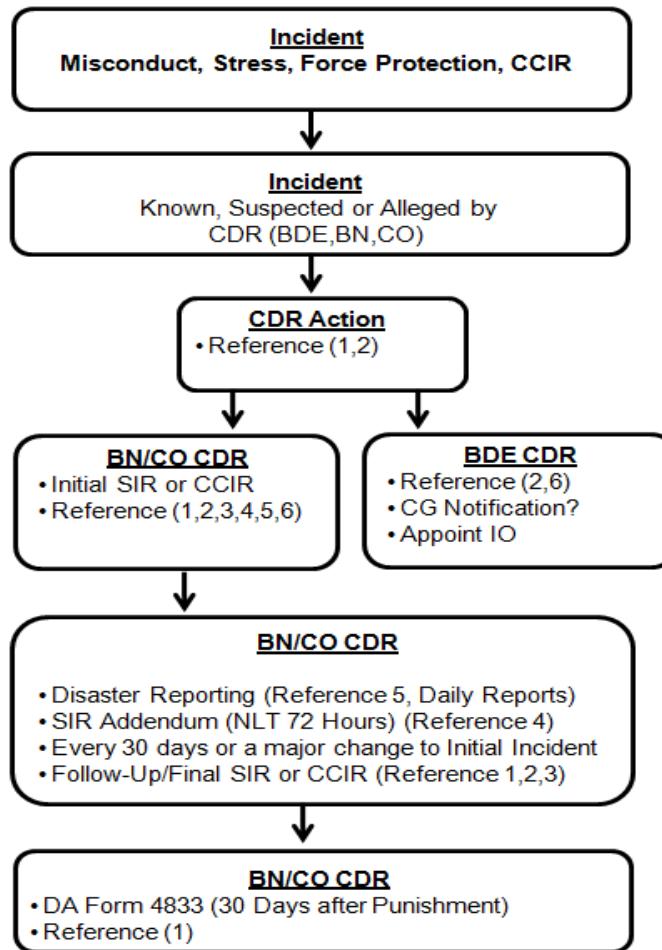 Incident
Misconduct, Stress, Force Protection, CCIR
Incident
Known, Suspected or Alleged by
CDR (BDE,BN,CO)
CDR Action
• Reference (1,2)
BN/CO CDR
• Initial SIR or CCIR
• Reference (1,2,3,4,5,6)
BDE CDR
• Reference (2,6)
• CG Notification?
• Appoint IO
BN/CO CDR
• Disaster Reporting (Reference 5, Daily Reports)
• SIR Addendum (NLT 72 Hours) (Reference 4)
• Every 30 days or a major change to Initial Incident
• Follow-Up/Final SIR or CCIR (Reference 1,2,3)
BN/CO CDR
• DA Form 4833 (30 Days after Punishment)
• Reference (1)